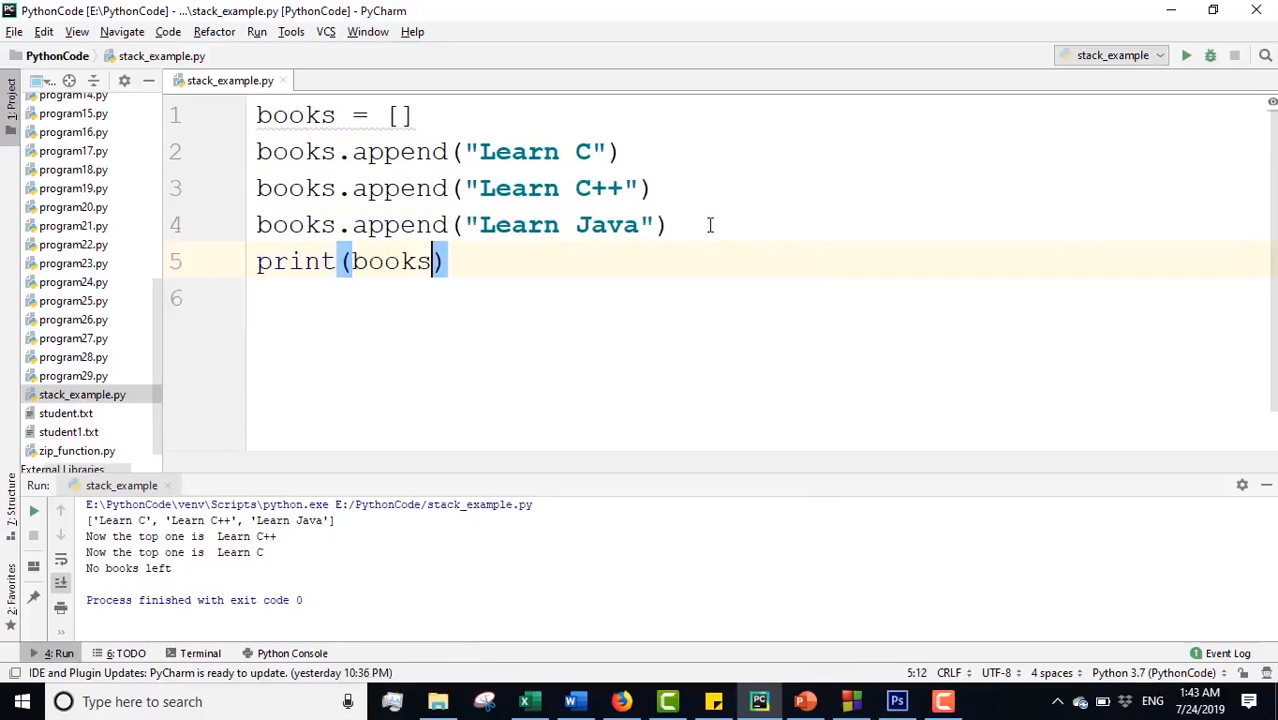 PythonCode [E:\PythonCode] - ...\stack_example.py [PythonCode] - PyCharm
File Edit View Navigate Code Refactor Run Tools VCS Window Help
PythonCode stack_example.py stack_example
1: Project
stack_example.py
program14.py
program15.py
program16.py
program17.py
program18.py
program19.py
program20.py
program21.py
program22.py
program23.py
program24.py
program25.py
program26.py
program27.py
program28.py
program29.py
stack_example.py
student.txt
student1.txt
zip_function.py
External Libraries
1 books = []
2 books.append("Learn C")
3 books.append("Learn C++")
4 books.append("Learn Java")
5 print(books)
6
Z: Structure
2: Favorites
Run: stack_example
E:\PythonCode\venv\Scripts\python.exe E:/PythonCode/stack_example.py
['Learn C', 'Learn C++', 'Learn Java']
Now the top one is  Learn C++
Now the top one is  Learn C
No books left
Process finished with exit code 0
4: Run 6: TODO Terminal Python Console 1 Event Log
IDE and Plugin Updates: PyCharm is ready to update. (yesterday 10:36 PM) 5:12 CRLF UTF-8 4 spaces Python 3.7 (PythonCode)
Type here to search ENG 1:43 AM
7/24/2019